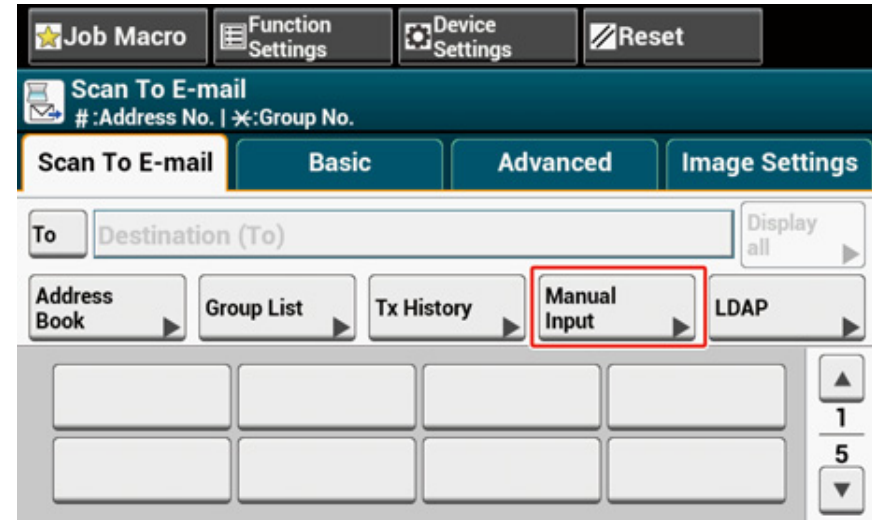 Job Macro
Function
Settings
Device
Settings
Reset
Scan To E-mail
#:Address No. | ✳:Group No.
Scan To E-mail
Basic
Advanced
Image Settings
To
Destination (To)
Display
all
Address
Book
Group List
Tx History
Manual
Input
LDAP
1
5